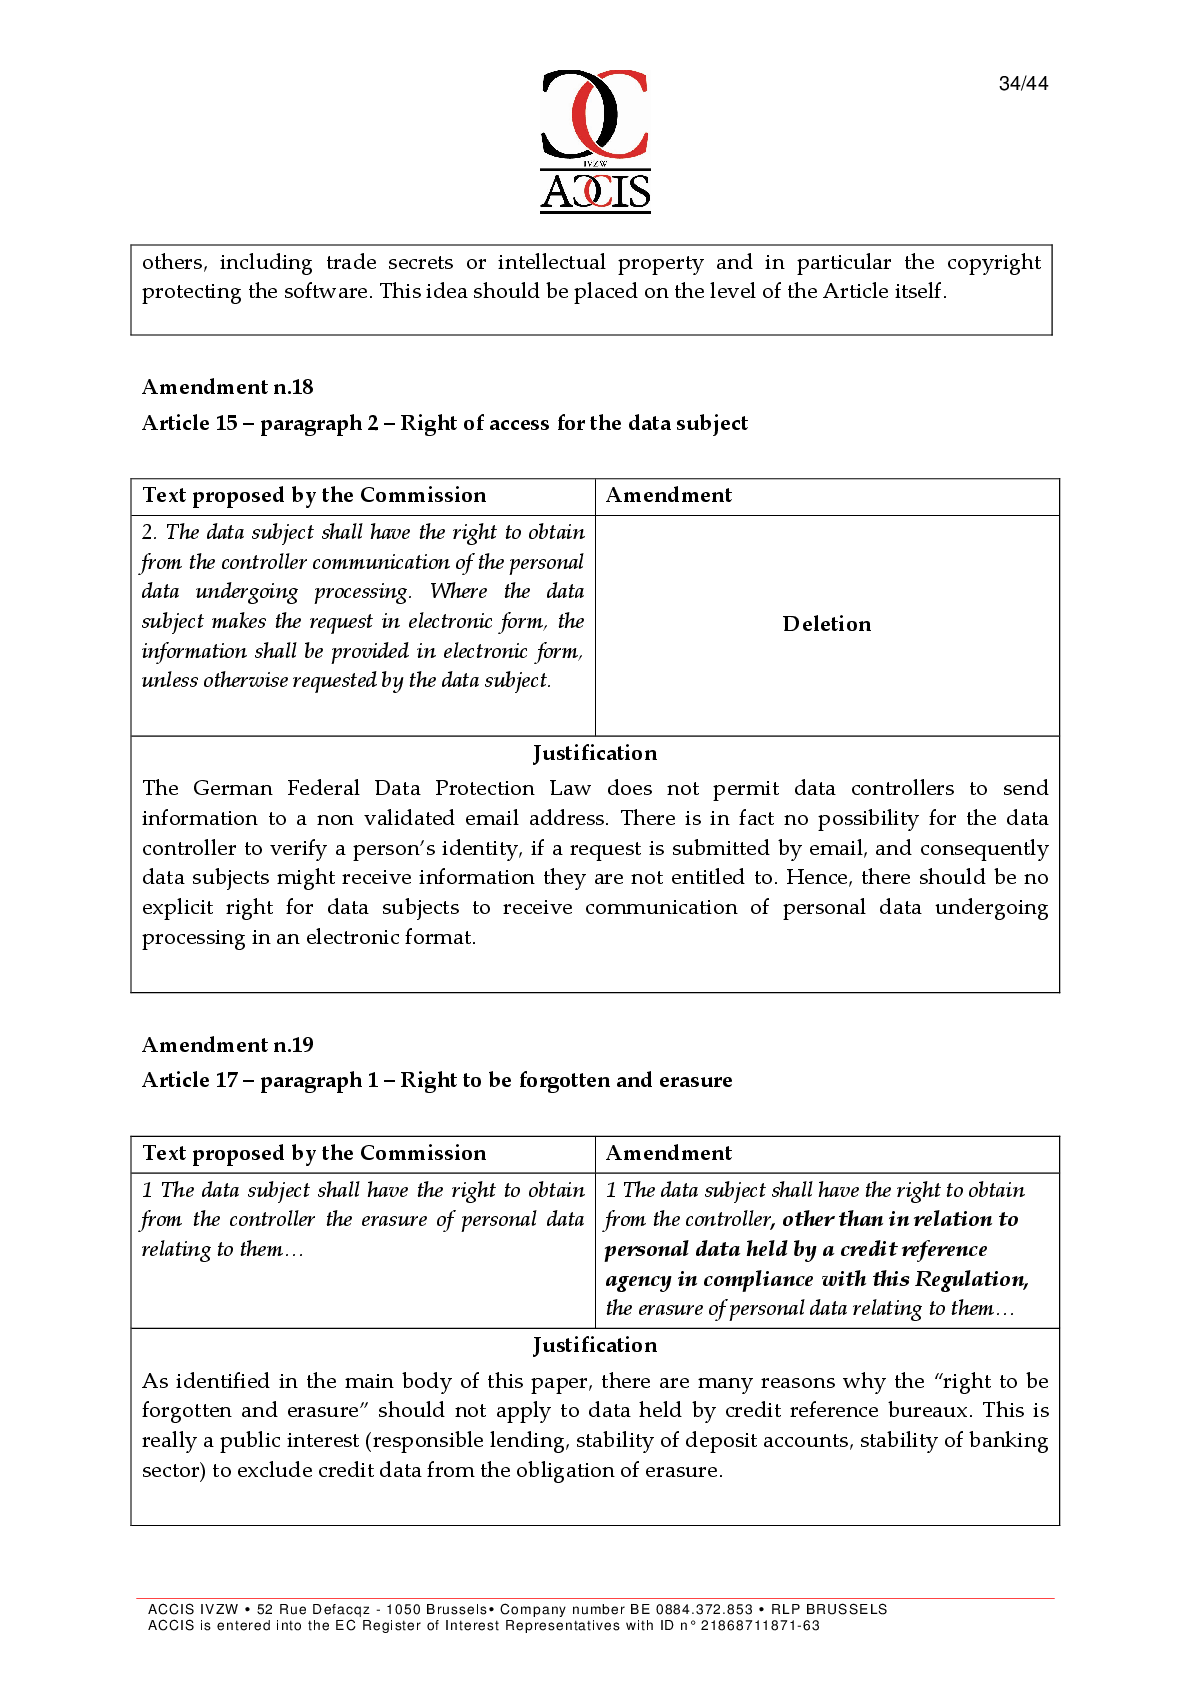 34/44
IVZW
ACCIS
others, including trade secrets or intellectual property and in particular the copyright
protecting the software. This idea should be placed on the level of the Article itself.
Amendment n.18
Article 15 – paragraph 2 – Right of access for the data subject
Text proposed by the Commission
Amendment
2. The data subject shall have the right to obtain
from the controller communication of the personal
data undergoing processing. Where the data
subject makes the request in electronic form, the
information shall be provided in electronic form,
unless otherwise requested by the data subject.
Deletion
Justification
The German Federal Data Protection Law does not permit data controllers to send
information to a non validated email address. There is in fact no possibility for the data
controller to verify a person’s identity, if a request is submitted by email, and consequently
data subjects might receive information they are not entitled to. Hence, there should be no
explicit right for data subjects to receive communication of personal data undergoing
processing in an electronic format.
Amendment n.19
Article 17 – paragraph 1 – Right to be forgotten and erasure
Text proposed by the Commission
Amendment
1 The data subject shall have the right to obtain
from the controller the erasure of personal data
relating to them…
1 The data subject shall have the right to obtain
from the controller, other than in relation to
personal data held by a credit reference
agency in compliance with this Regulation,
the erasure of personal data relating to them…
Justification
As identified in the main body of this paper, there are many reasons why the “right to be
forgotten and erasure” should not apply to data held by credit reference bureaux. This is
really a public interest (responsible lending, stability of deposit accounts, stability of banking
sector) to exclude credit data from the obligation of erasure.
ACCIS IVZW • 52 Rue Defacqz - 1050 Brussels• Company number BE 0884.372.853 • RLP BRUSSELS
ACCIS is entered into the EC Register of Interest Representatives with ID n° 21868711871-63